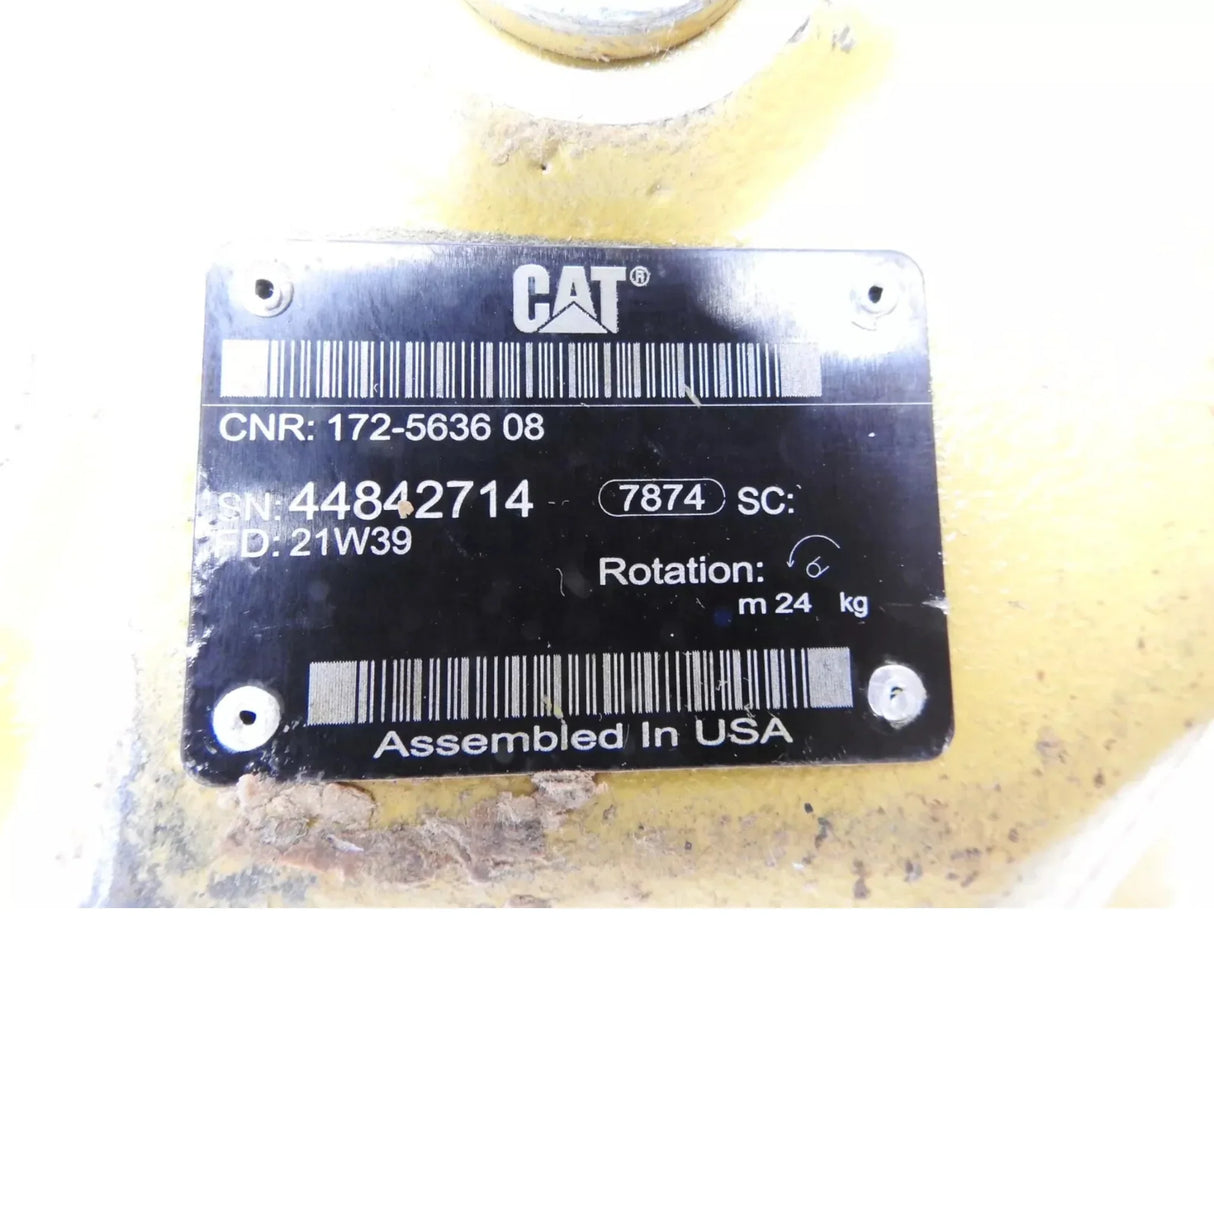 CAT®
CNR: 172-5636 08
SN: 44842714 7874 SC:
FD: 21W39
Rotation:
m 24 kg
Assembled In USA